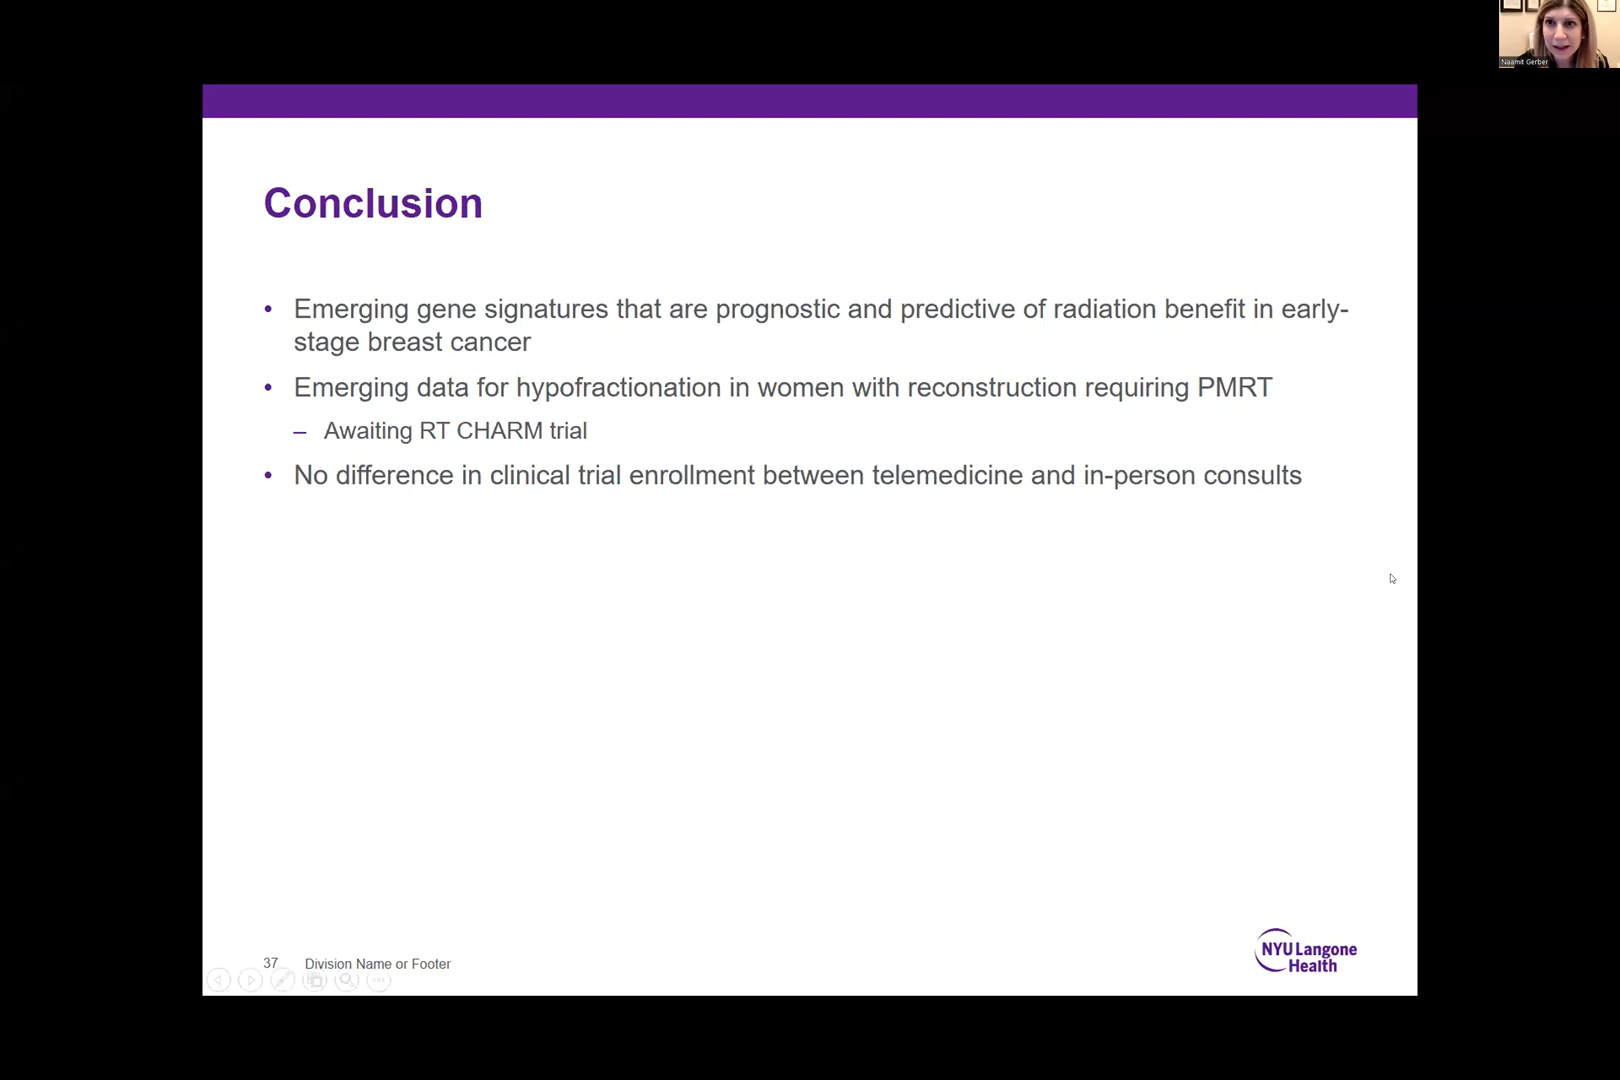 Naamit Gerber
Conclusion
• Emerging gene signatures that are prognostic and predictive of radiation benefit in early-
stage breast cancer
• Emerging data for hypofractionation in women with reconstruction requiring PMRT
– Awaiting RT CHARM trial
• No difference in clinical trial enrollment between telemedicine and in-person consults
37 Division Name or Footer
NYU Langone
Health